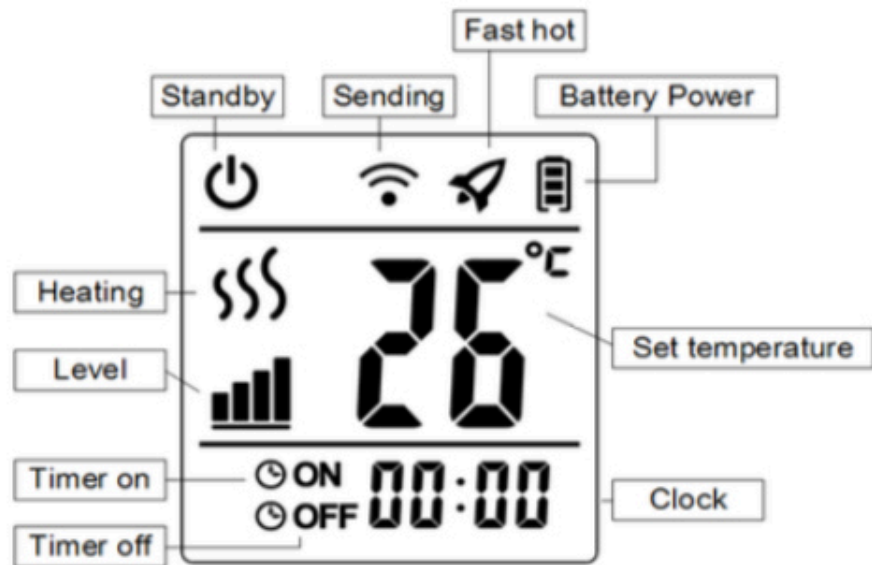 Fast hot
Standby
Sending
Battery Power
Heating
26°C
Set temperature
Level
Timer on
ON
00:00
Clock
OFF
Timer off